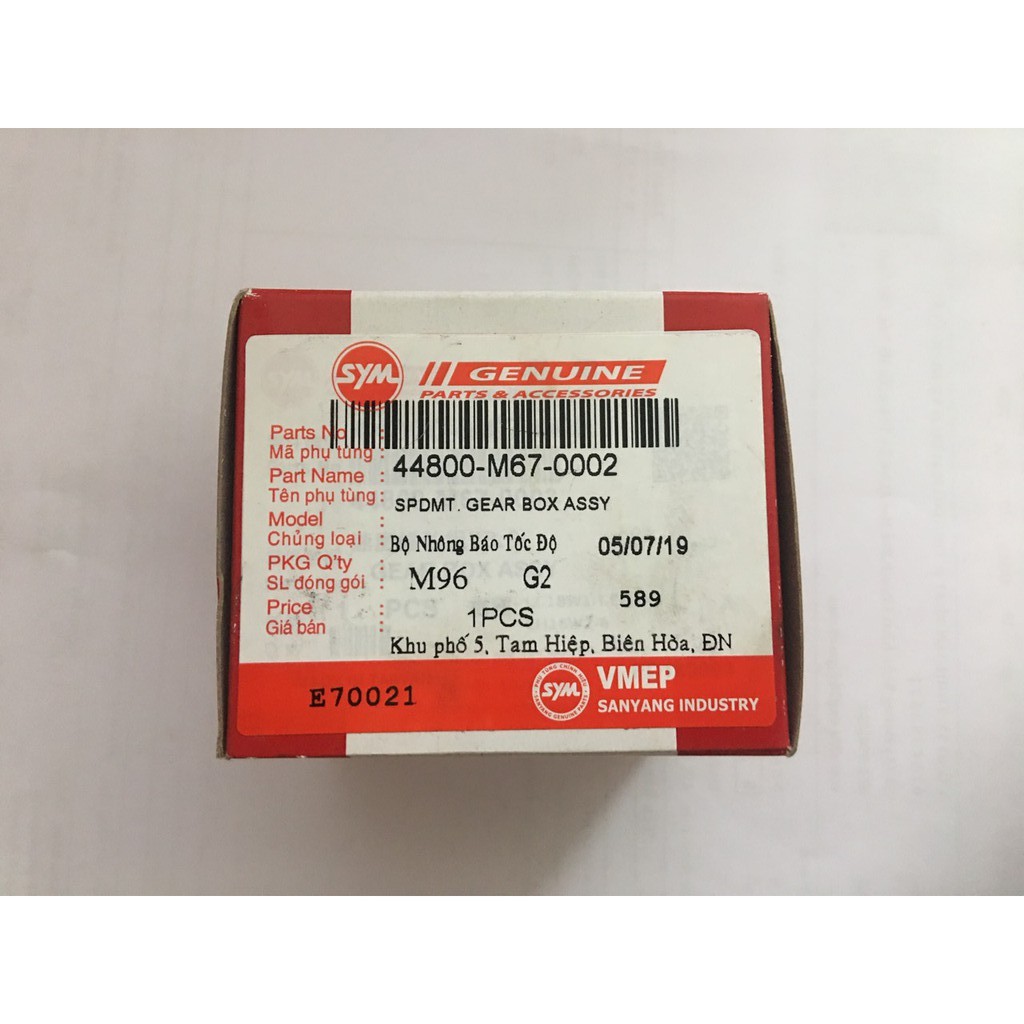 SYM GENUINE
PARTS & ACCESSORIES
Parts No :
Mã phụ tùng : 44800-M67-0002
Part Name :
Tên phụ tùng : SPDMT. GEAR BOX ASSY
Model
Chủng loại : Bộ Nhông Báo Tốc Độ 05/07/19
PKG Q'ty
SL đóng gói : M96 G2
Price 589
Giá bán : 1PCS
Khu phố 5, Tam Hiệp, Biên Hòa, ĐN
E70021 SYM VMEP
SANYANG INDUSTRY